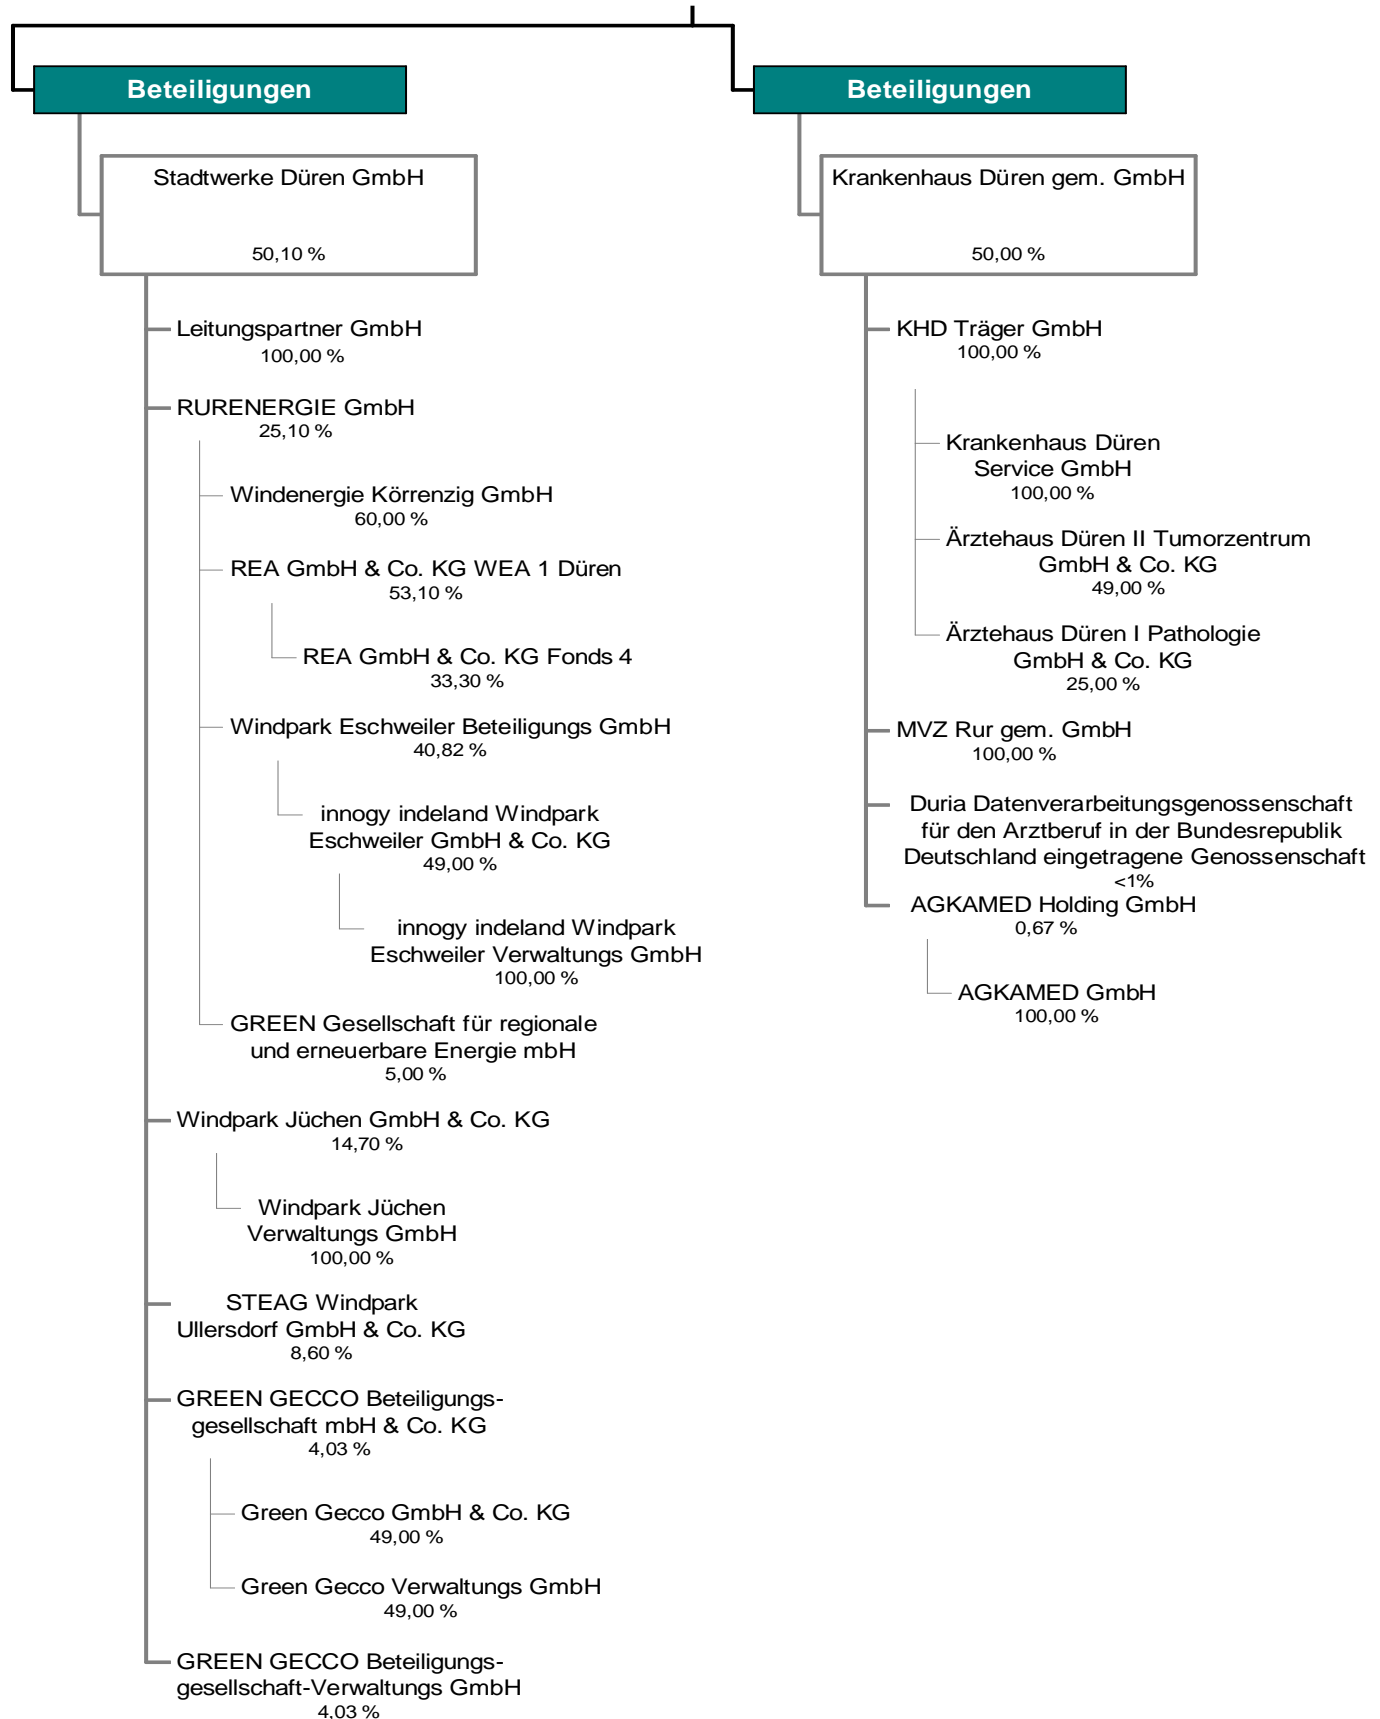 Beteiligungen
Stadtwerke Düren GmbH
50,10 %
Leitungspartner GmbH
100,00 %
RURENERGIE GmbH
25,10 %
Windenergie Körrenzig GmbH
60,00 %
REA GmbH & Co. KG WEA 1 Düren
53,10 %
REA GmbH & Co. KG Fonds 4
33,30 %
Windpark Eschweiler Beteiligungs GmbH
40,82 %
innogy indeland Windpark
Eschweiler GmbH & Co. KG
49,00 %
innogy indeland Windpark
Eschweiler Verwaltungs GmbH
100,00 %
GREEN Gesellschaft für regionale
und erneuerbare Energie mbH
5,00 %
Windpark Jüchen GmbH & Co. KG
14,70 %
Windpark Jüchen
Verwaltungs GmbH
100,00 %
STEAG Windpark
Ullersdorf GmbH & Co. KG
8,60 %
GREEN GECCO Beteiligungs-
gesellschaft mbH & Co. KG
4,03 %
Green Gecco GmbH & Co. KG
49,00 %
Green Gecco Verwaltungs GmbH
49,00 %
GREEN GECCO Beteiligungs-
gesellschaft-Verwaltungs GmbH
4,03 %
Beteiligungen
Krankenhaus Düren gem. GmbH
50,00 %
KHD Träger GmbH
100,00 %
Krankenhaus Düren
Service GmbH
100,00 %
Ärztehaus Düren II Tumorzentrum
GmbH & Co. KG
49,00 %
Ärztehaus Düren I Pathologie
GmbH & Co. KG
25,00 %
MVZ Rur gem. GmbH
100,00 %
Duria Datenverarbeitungsgenossenschaft
für den Arztberuf in der Bundesrepublik
Deutschland eingetragene Genossenschaft
<1%
AGKAMED Holding GmbH
0,67 %
AGKAMED GmbH
100,00 %